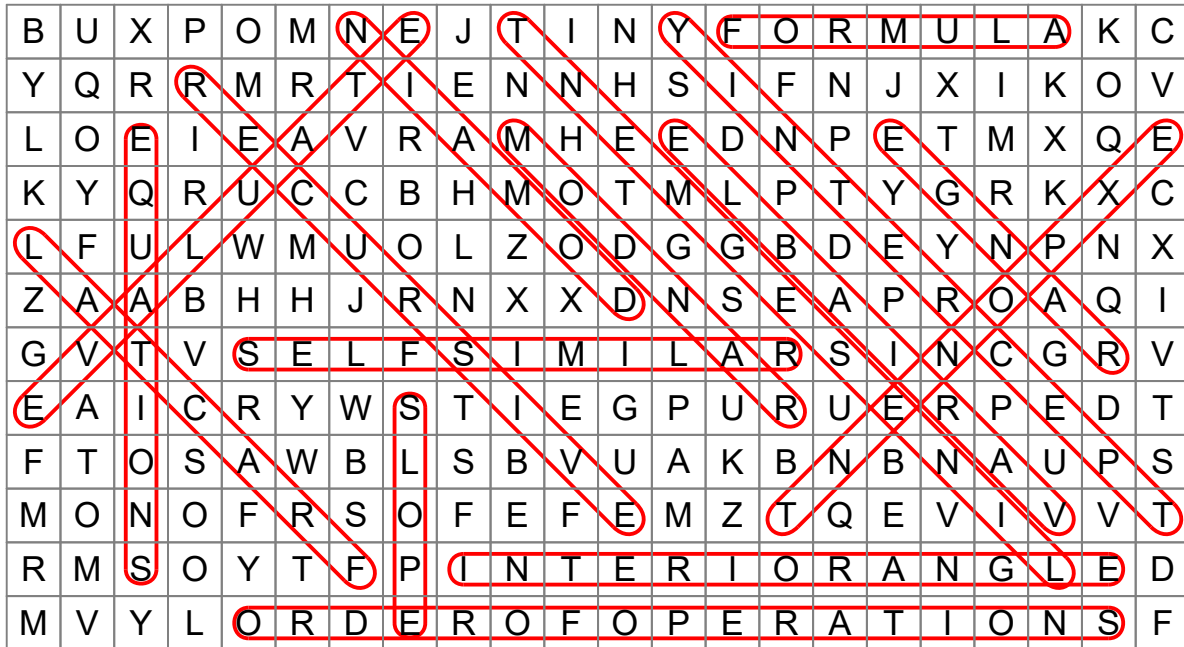 B U X P O M N E J T I N Y F O R M U L A K C
Y Q R R M R T I E N N H S I F N J X I K O V
L O E I E A V R A M H E E D N P E T M X Q E
K Y Q R U C C B H M O T M L P T Y G R K X C
L F U L W M U O L Z O D G G B D E Y N P N X
Z A A B H H J R N X X D N S E A P R O A Q I
G V T V S E L F S I M I L A R S I N C G R V
E A I C R Y W S T I E G P U R U E R P E D T
F T O S A W B L S B V U A K B N B N A U P S
M O N O F R S O F E F E M Z T Q E V I V V T
R M S O Y T F P I N T E R I O R A N G L E D
M V Y L O R D E R O F O P E R A T I O N S F